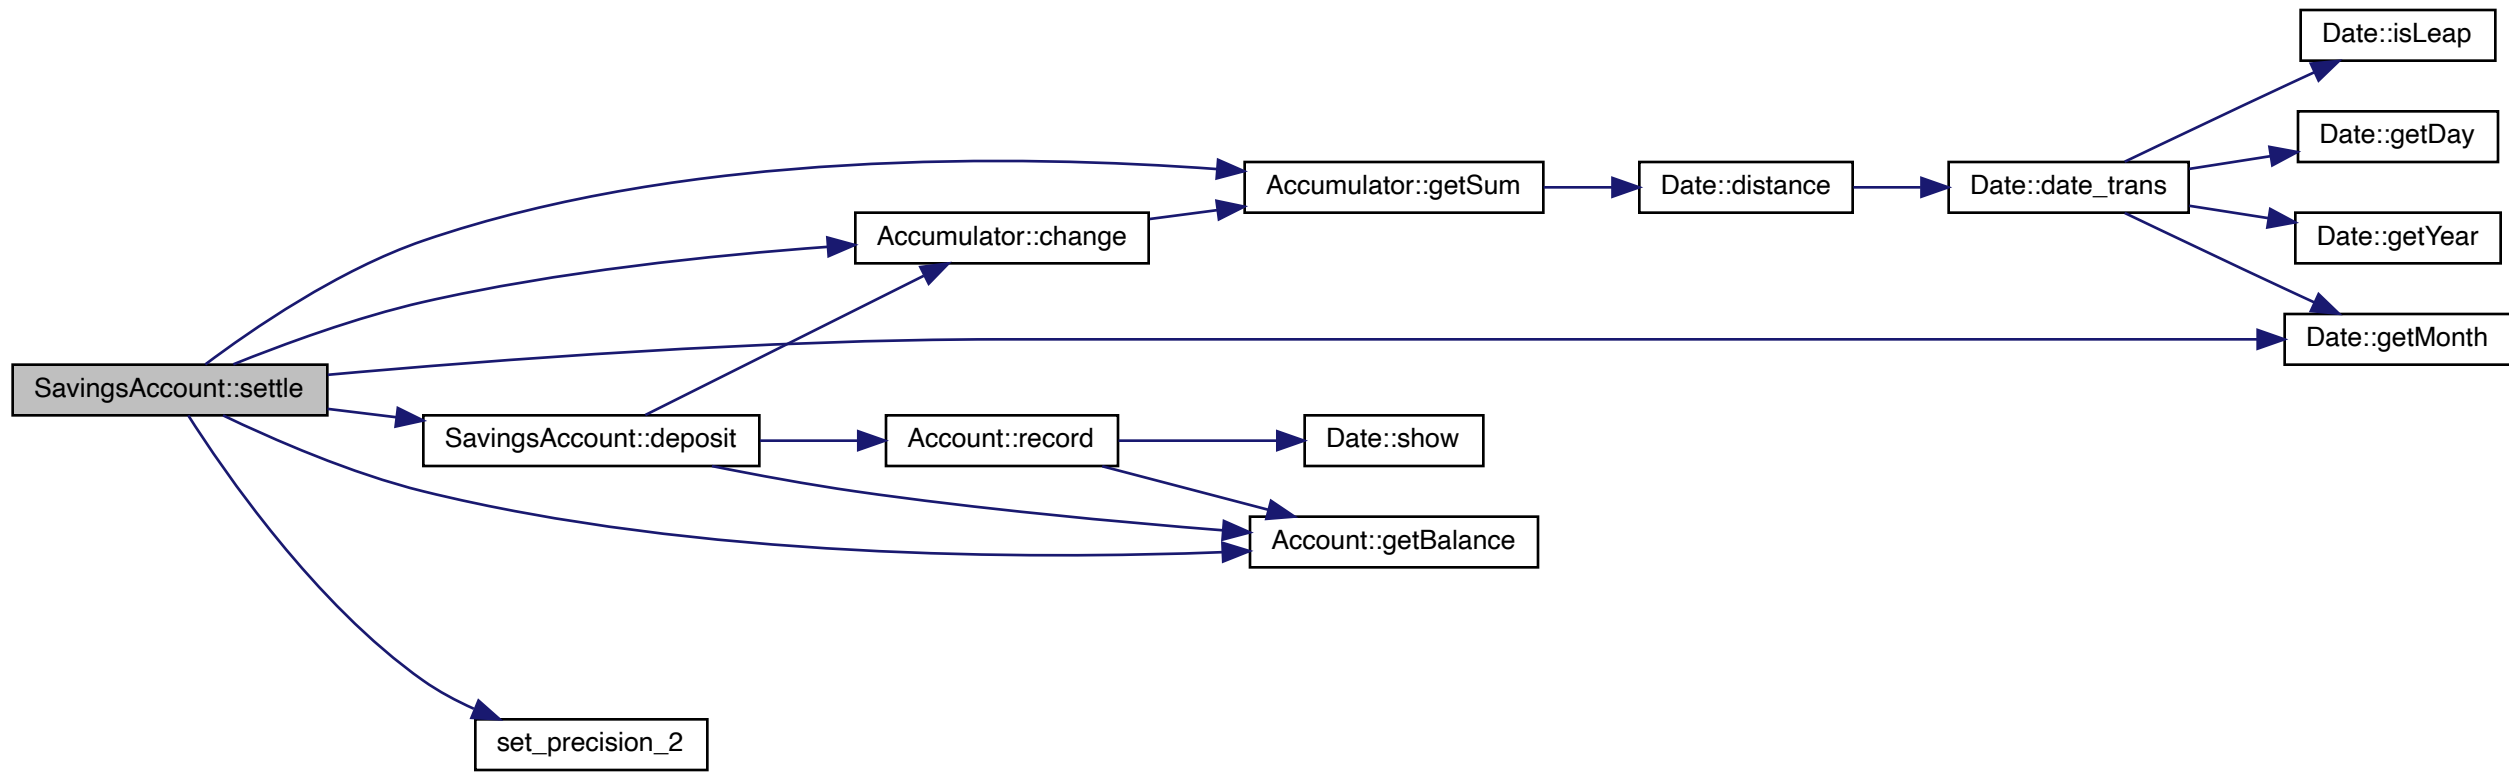 Date::isLeap
Date::getDay
Accumulator::getSum
Date::distance
Date::date_trans
Accumulator::change
Date::getYear
Date::getMonth
SavingsAccount::settle
SavingsAccount::deposit
Account::record
Date::show
Account::getBalance
set_precision_2